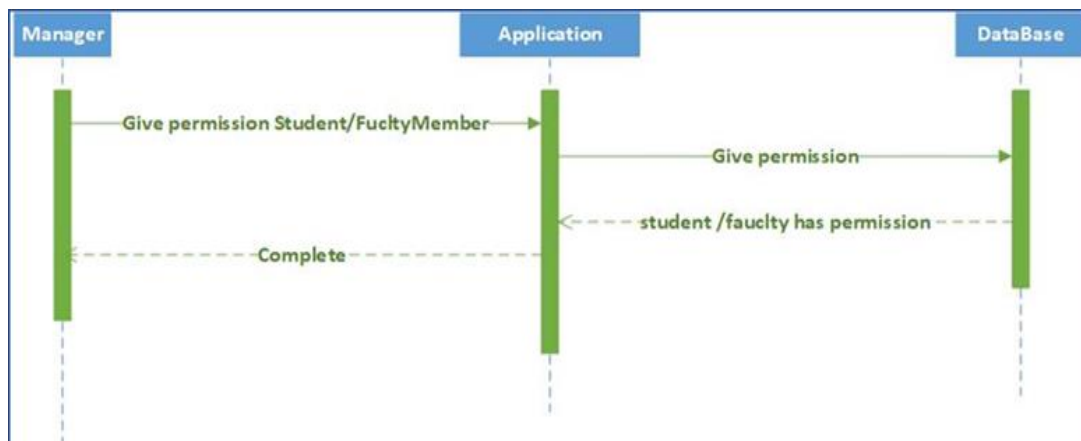 Manager
Application
DataBase
Give permission Student/FucltyMember
Give permission
student /fauclty has permission
Complete